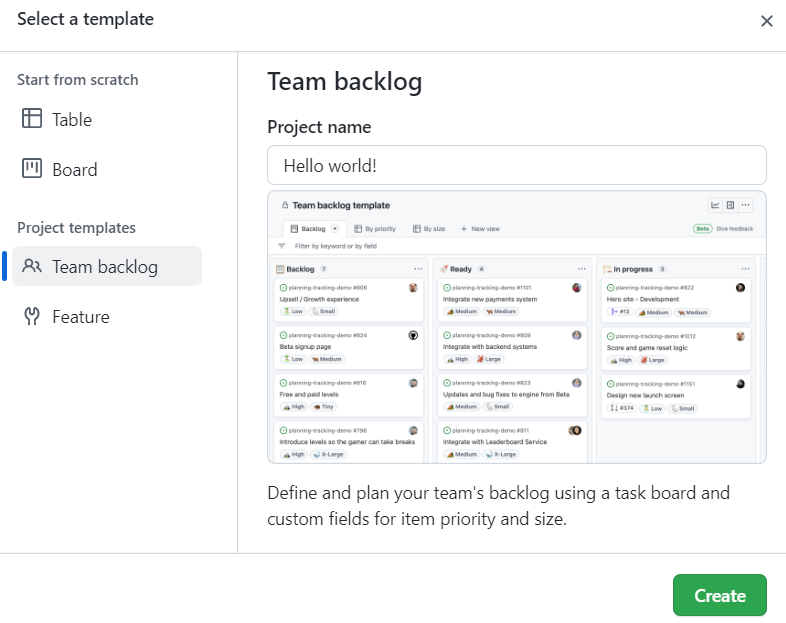 Select a template
Start from scratch
Table
Board
Project templates
Team backlog
Feature
Team backlog
Project name
Hello world!
Team backlog template
Backlog By priority By size + New view Beta Give feedback
Filter by keyword or by field
Backlog 7
planning-tracking-demo #806
Upsell / Growth experience
Low Small
planning-tracking-demo #824
Beta signup page
Low Medium
planning-tracking-demo #816
Free and paid levels
High Tiny
planning-tracking-demo #796
Introduce levels so the gamer can take breaks
High X-Large
Ready 4
planning-tracking-demo #1101
Integrate new payments system
Medium Medium
planning-tracking-demo #809
Integrate with backend systems
High Large
planning-tracking-demo #823
Updates and bug fixes to engine from Beta
Medium Small
planning-tracking-demo #811
Integrate with Leaderboard Service
Medium X-Large
In progress 3
planning-tracking-demo #822
Hero site - Development
#12 Medium Medium
planning-tracking-demo #1012
Score and game reset logic
High Large
planning-tracking-demo #1151
Design new launch screen
#374 Low Small
Define and plan your team's backlog using a task board and
custom fields for item priority and size.
Create